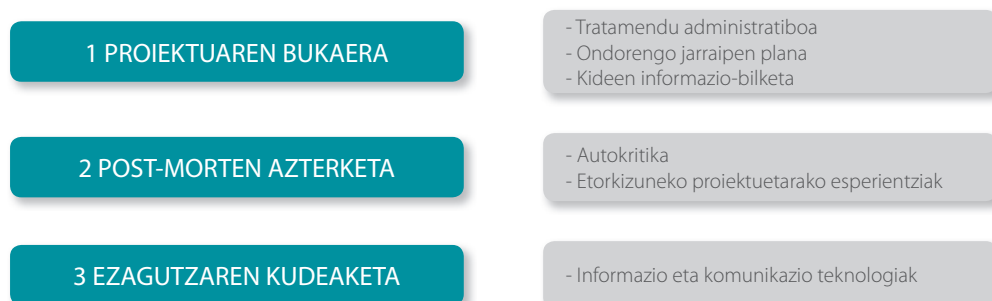 1 PROIEKTUAREN BUKAERA
- Tratamendu administratiboa
- Ondorengo jarraipen plana
- Kideen informazio-bilketa
2 POST-MORTEN AZTERKETA
- Autokritika
- Etorkizuneko proiektuetarako esperientziak
3 EZAGUTZAREN KUDEAKETA
- Informazio eta komunikazio teknologiak